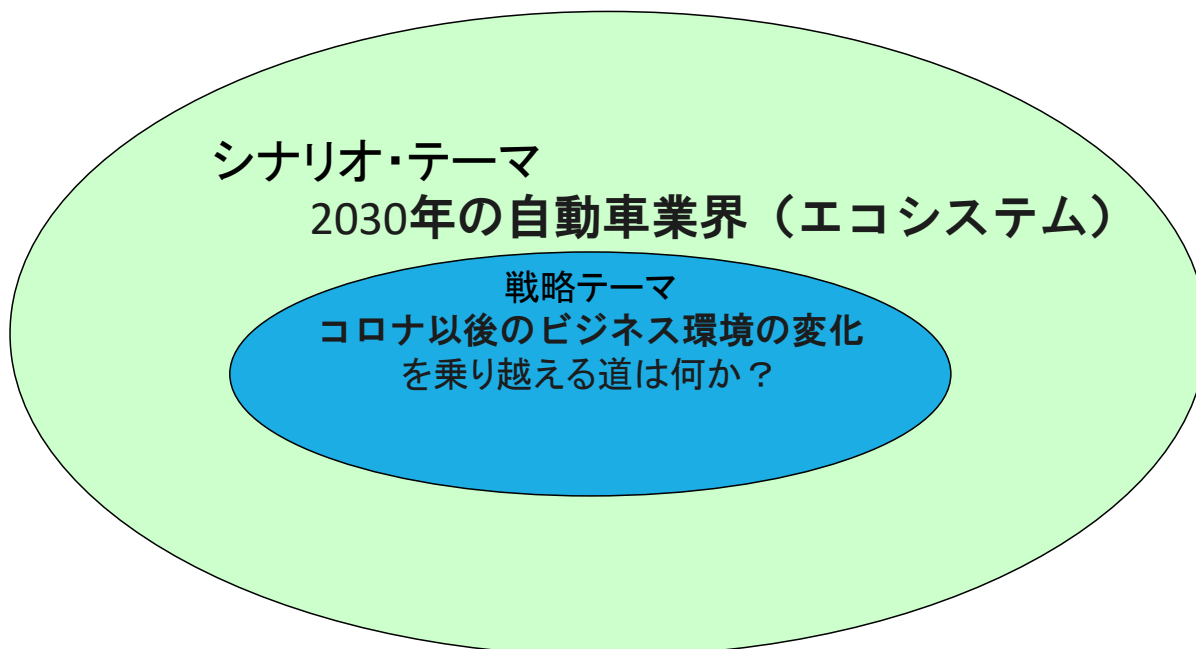 シナリオ・テーマ
2030年の自動車業界（エコシステム）
戦略テーマ
コロナ以後のビジネス環境の変化
を乗り越える道は何か？